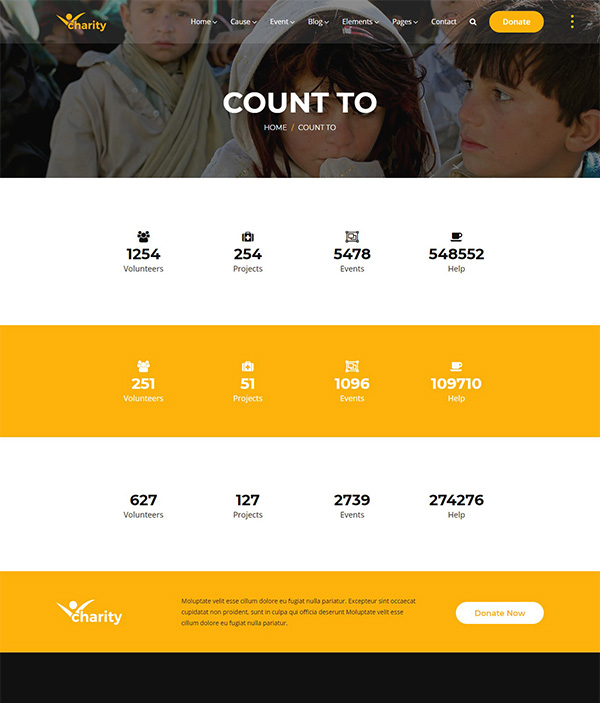 charity Home Cause Event Blog Elements Pages Contact Donate
COUNT TO
HOME / COUNT TO
1254 254 5478 548552
Volunteers Projects Events Help
251 51 1096 109710
Volunteers Projects Events Help
627 127 2739 274276
Volunteers Projects Events Help
Moluptate velit esse cillum dolore eu fugiat nulla pariatur. Excepteur sint occaecat
charity cupidatat non proident, sunt in culpa qui officia deserunt Moluptate velit esse Donate Now
cillum dolore eu fugiat nulla pariatur.